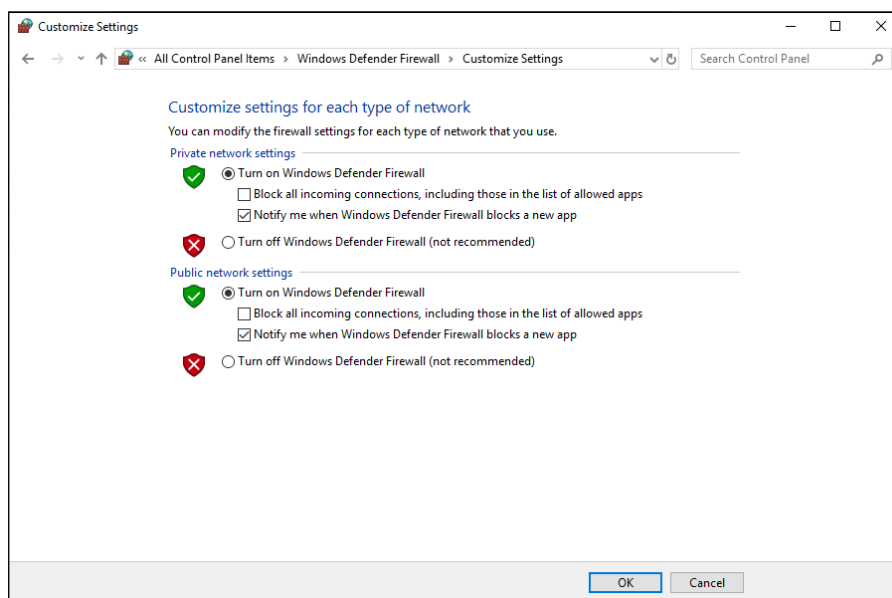 Customize Settings
« All Control Panel Items > Windows Defender Firewall > Customize Settings
Search Control Panel
Customize settings for each type of network
You can modify the firewall settings for each type of network that you use.
Private network settings
Turn on Windows Defender Firewall
Block all incoming connections, including those in the list of allowed apps
Notify me when Windows Defender Firewall blocks a new app
Turn off Windows Defender Firewall (not recommended)
Public network settings
Turn on Windows Defender Firewall
Block all incoming connections, including those in the list of allowed apps
Notify me when Windows Defender Firewall blocks a new app
Turn off Windows Defender Firewall (not recommended)
OK Cancel